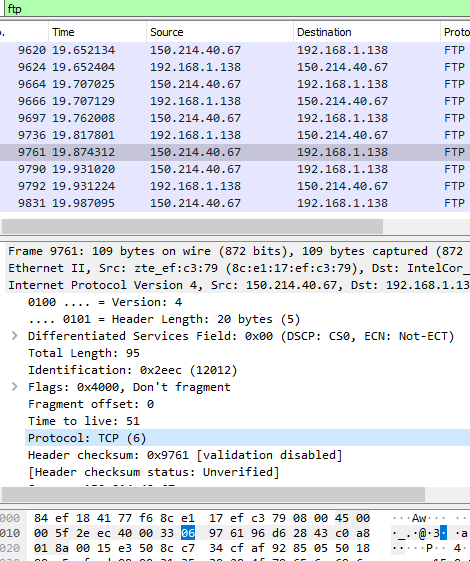 ftp
. Time Source Destination Proto
9620 19.652134 150.214.40.67 192.168.1.138 FTP
9624 19.652404 192.168.1.138 150.214.40.67 FTP
9664 19.707025 150.214.40.67 192.168.1.138 FTP
9666 19.707129 192.168.1.138 150.214.40.67 FTP
9697 19.762008 150.214.40.67 192.168.1.138 FTP
9736 19.817801 192.168.1.138 150.214.40.67 FTP
9761 19.874312 150.214.40.67 192.168.1.138 FTP
9790 19.931020 150.214.40.67 192.168.1.138 FTP
9792 19.931224 192.168.1.138 150.214.40.67 FTP
9831 19.987095 150.214.40.67 192.168.1.138 FTP
Frame 9761: 109 bytes on wire (872 bits), 109 bytes captured (872
Ethernet II, Src: zte_ef:c3:79 (8c:e1:17:ef:c3:79), Dst: IntelCor_
Internet Protocol Version 4, Src: 150.214.40.67, Dst: 192.168.1.13
0100 .... = Version: 4
.... 0101 = Header Length: 20 bytes (5)
Differentiated Services Field: 0x00 (DSCP: CS0, ECN: Not-ECT)
Total Length: 95
Identification: 0x2eec (12012)
Flags: 0x4000, Don't fragment
Fragment offset: 0
Time to live: 51
Protocol: TCP (6)
Header checksum: 0x9761 [validation disabled]
[Header checksum status: Unverified]
000 84 ef 18 41 77 f6 8c e1 17 ef c3 79 08 00 45 00 ···Aw···
010 00 5f 2e ec 40 00 33 06 97 61 96 d6 28 43 c0 a8 ·_.·@·3· ·a
020 01 8a 00 15 e3 50 8c c7 34 cf af 92 85 05 50 18 ·····P·· 4·